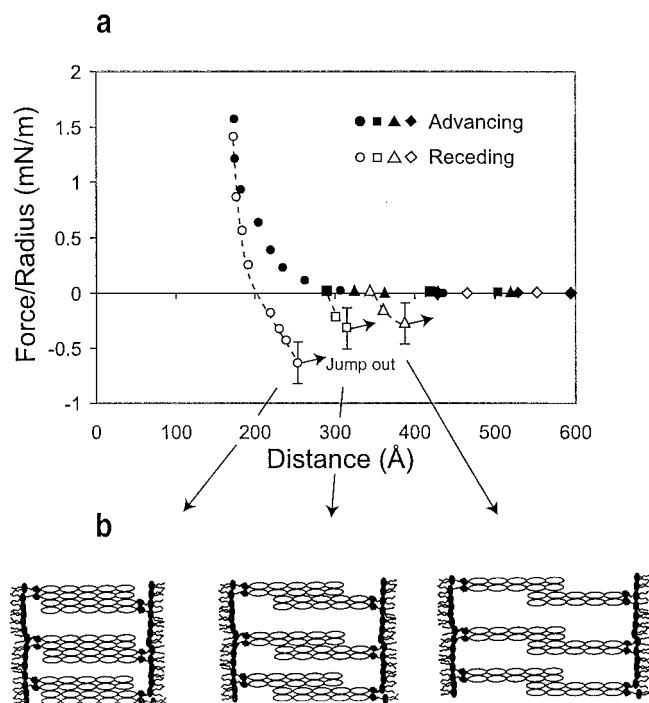 a
2
1.5
1
0.5
0
-0.5
-1
Force/Radius (mN/m)
Advancing
Receding
Jump out
0 100 200 300 400 500 600
Distance (Å)
b